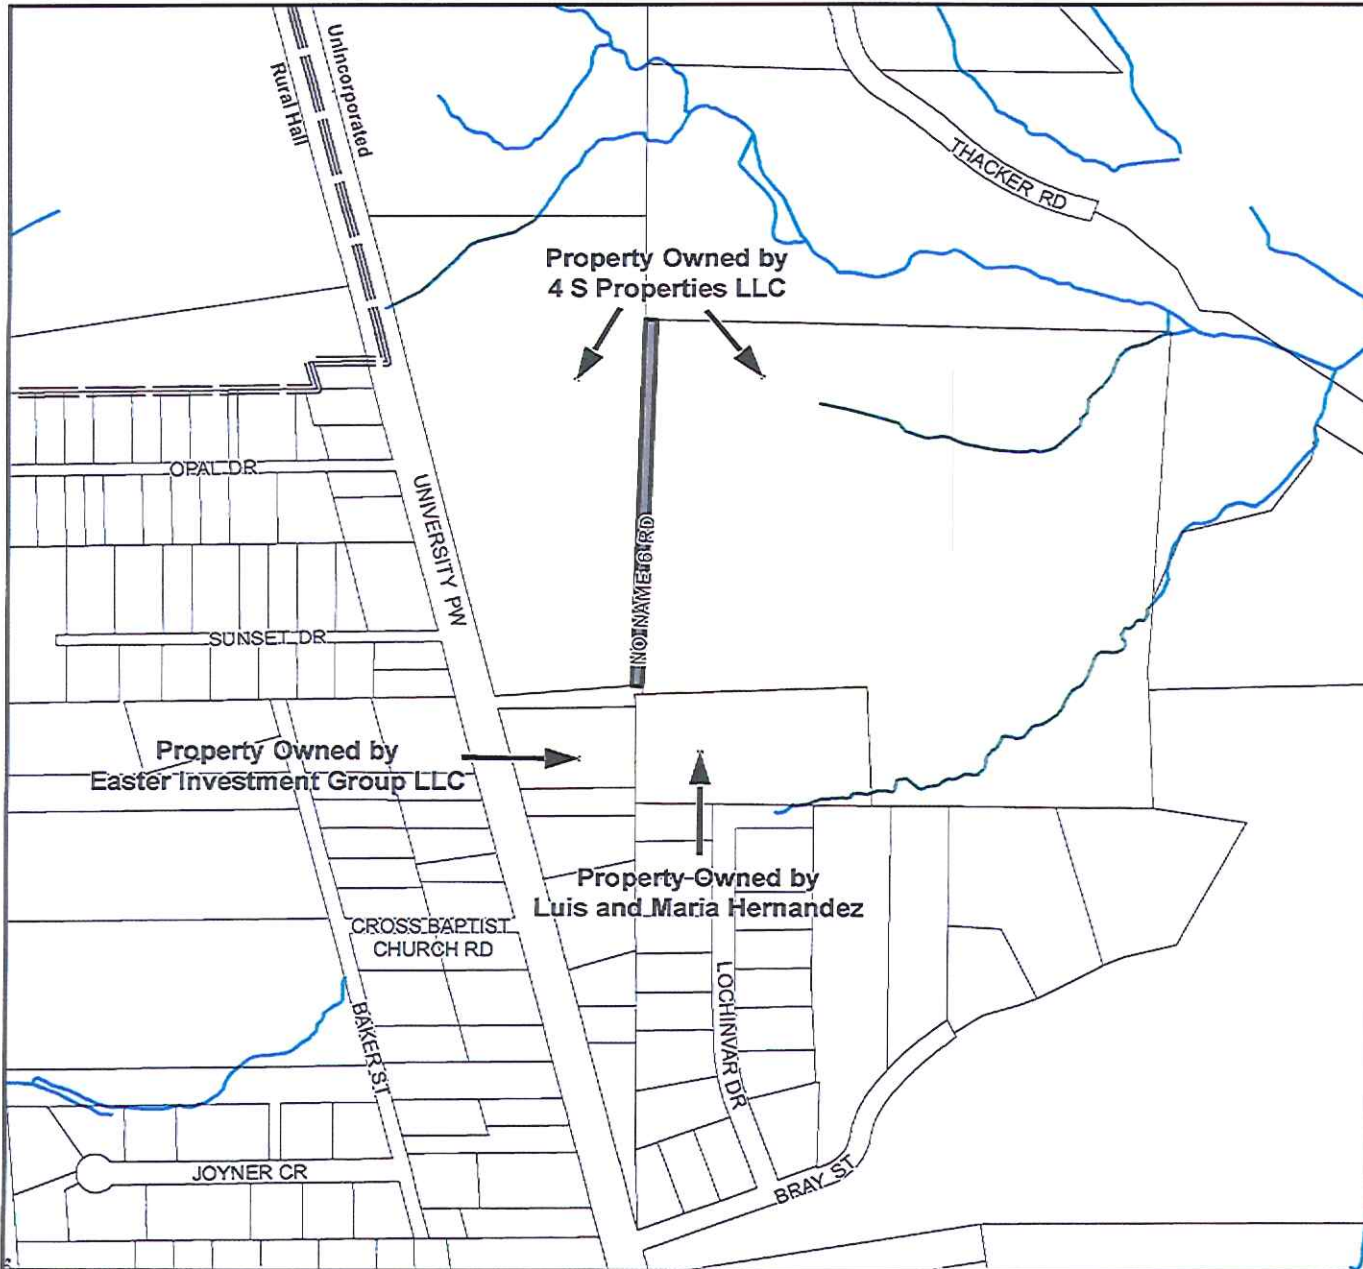 Unincorporated
Rural Hall
THACKER RD
Property Owned by
4 S Properties LLC
OPAL DR
UNIVERSITY PW
NO NAME 6 RD
SUNSET DR
Property Owned by
Easter Investment Group LLC
Property Owned by
Luis and Maria Hernandez
CROSS BAPTIST
CHURCH RD
LOCHINVAR DR
BAKER ST
JOYNER CR
BRAY ST